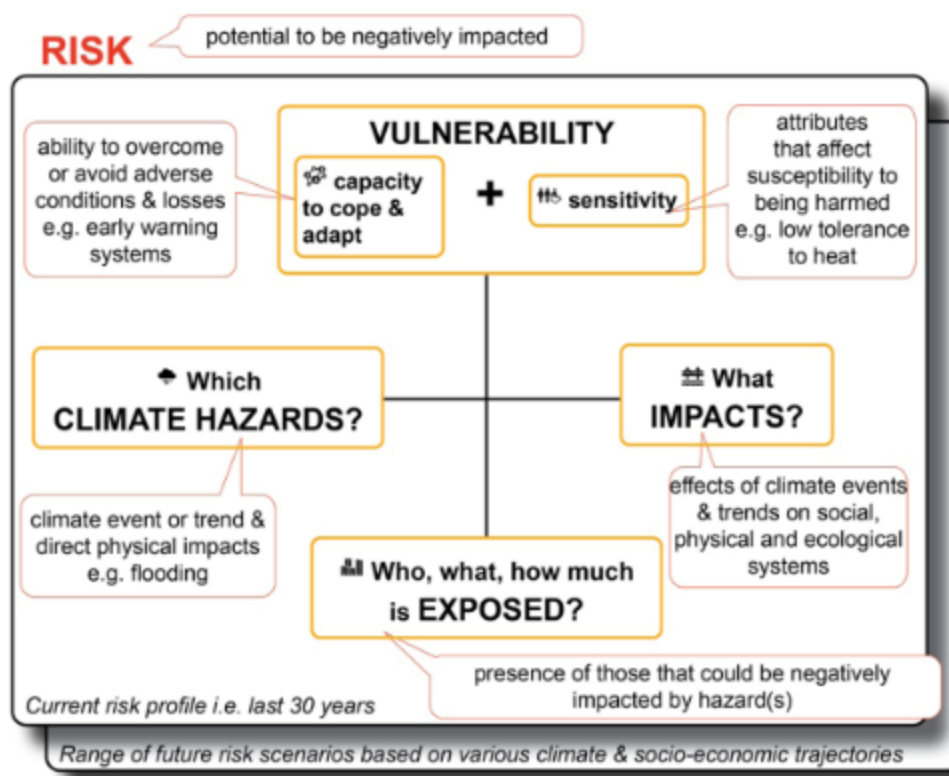 RISK
potential to be negatively impacted
VULNERABILITY
ability to overcome
or avoid adverse
conditions & losses
e.g. early warning
systems
capacity
to cope &
adapt
+
sensitivity
attributes
that affect
susceptibility to
being harmed
e.g. low tolerance
to heat
Which
CLIMATE HAZARDS?
What
IMPACTS?
climate event or trend &
direct physical impacts
e.g. flooding
effects of climate events
& trends on social,
physical and ecological
systems
Who, what, how much
is EXPOSED?
presence of those that could be negatively
impacted by hazard(s)
Current risk profile i.e. last 30 years
Range of future risk scenarios based on various climate & socio-economic trajectories